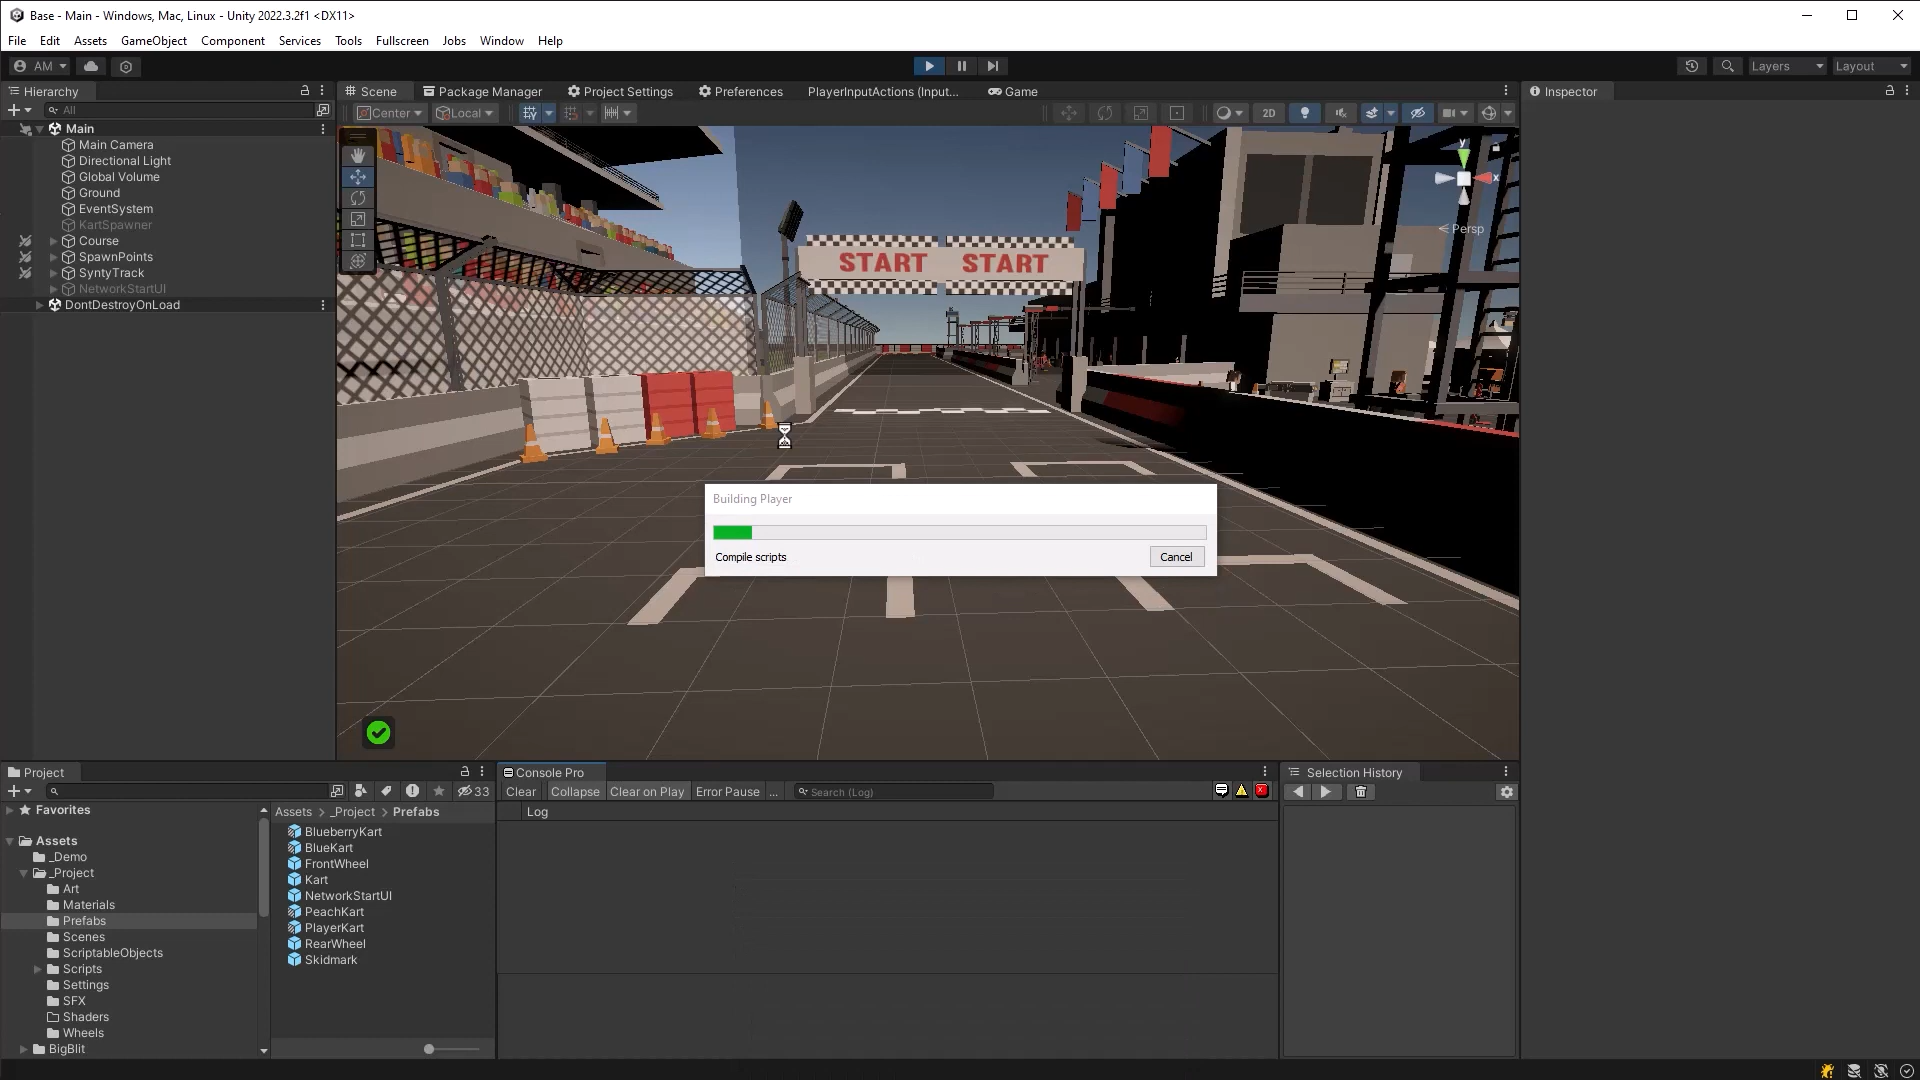 Base - Main - Windows, Mac, Linux - Unity 2022.3.2f1 <DX11>
File Edit Assets GameObject Component Services Tools Fullscreen Jobs Window Help
AM Layers Layout
Hierarchy
All
Main
Main Camera
Directional Light
Global Volume
Ground
EventSystem
KartSpawner
Course
SpawnPoints
SyntyTrack
NetworkStartUI
DontDestroyOnLoad
Scene Package Manager Project Settings Preferences PlayerInputActions (Input... Game
Center Local 2D
y
x
Persp
START START
Building Player
Compile scripts Cancel
Inspector
Project
33
Favorites
Assets
_Demo
_Project
Art
Materials
Prefabs
Scenes
ScriptableObjects
Scripts
Settings
SFX
Shaders
Wheels
BigBlit
Assets > _Project > Prefabs
BlueberryKart
BlueKart
FrontWheel
Kart
NetworkStartUI
PeachKart
PlayerKart
RearWheel
Skidmark
Console Pro
Clear Collapse Clear on Play Error Pause ... Search (Log)
Log
Selection History